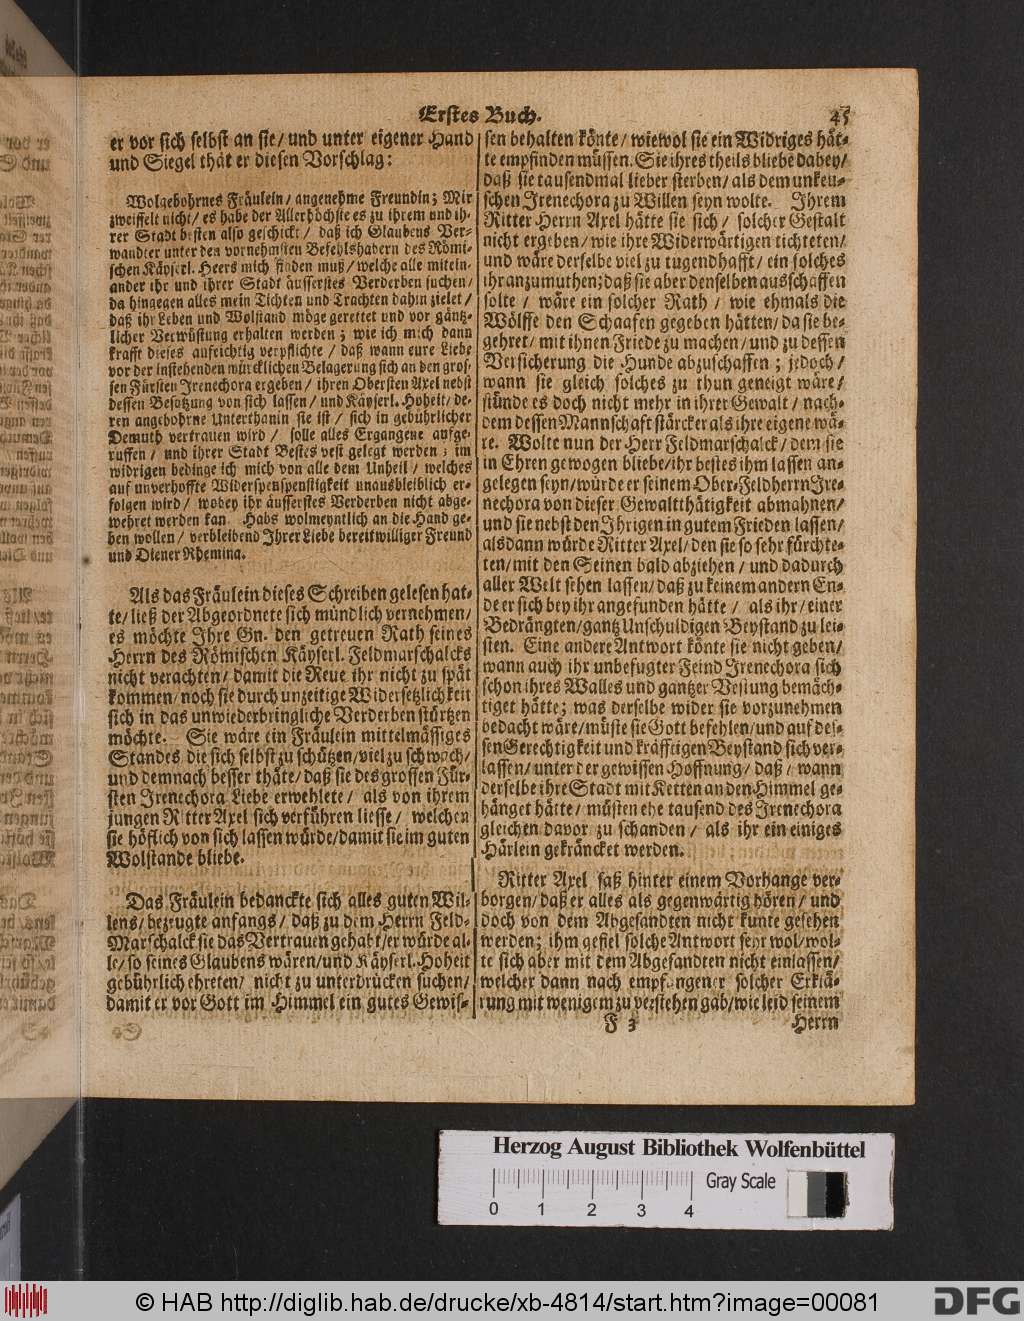 Erstes Buch.
45
er vor sich selbst an sie/ und unter eigener Hand
und Siegel thät er diesen Vorschlag:
Wolgebohrnes Fräulein/ angenehme Freundin; Mir
zweiffelt nicht/ es habe der Allerhöchste es zu ihrem und ih-
rer Stadt besten also geschickt/ daß ich Glaubens Ver-
wandter unter den vornehmsten Befehlshabern des Römi-
schen Käyserl. Heers mich finden muß/ welche alle mitein-
ander ihr und ihrer Stadt äusserstes Verderben suchen/
da hingegen alles mein Tichten und Trachten dahin zielet/
daß ihr Leben und Wolstand möge gerettet und vor gäntz-
licher Verwüstung erhalten werden; wie ich mich dann
krafft dieses aufrichtig verpflichte/ daß wann eure Liebe
vor der instehenden würcklichen Belagerung sich an den gros-
sen Fürsten Irenechora ergeben/ ihren Obersten Axel nebst
dessen Besatzung von sich lassen/ und Käyserl. Hoheit/ de-
ren angebohrne Unterthanin sie ist/ sich in gebührlicher
Demuth vertrauen wird/ solle alles Ergangene aufge-
ruffen/ und ihrer Stadt Bestes vest gelegt werden; im
widrigen bedinge ich mich von alle dem Unheil/ welches
auf unverhoffte Widerspenspenstigkeit unausbleiblich er-
folgen wird/ wobey ihr äusserstes Verderben nicht abge-
wehret werden kan Habs wolmeyntlich an die Hand ge-
ben wollen/ verbleibend Ihrer Liebe bereitwilliger Freund
und Diener Rheming.
Als das Fräulein dieses Schreiben gelesen hat-
te/ ließ der Abgeordnete sich mündlich vernehmen/
es möchte Ihre Gn. den getreuen Rath seines
Herrn des Römischen Käyserl. Feldmarschalcks
nicht verachten/ damit die Reue ihr nicht zu spät
kommen/ noch sie durch unzeitige Widersetzlichkeit
sich in das unwiederbringliche Verderben stürtzen
möchte. Sie wäre ein Fräulein mittelmässiges
Standes die sich selbst zu schützen/ viel zu schwach/
und demnach besser thäte/ daß sie des grossen Für-
sten Irenechora Liebe erwehlete/ als von ihrem
jungen Ritter Axel sich verführen liesse/ welchen
sie höflich von sich lassen würde/ damit sie im guten
Wolstande bliebe.
Das Fräulein bedanckte sich alles guten Wil-
lens/ bezeugte anfangs/ daß zu dem Herrn Feld-
Marschalck sie das Vertrauen gehabt/ er würde al-
le/ so seines Glaubens wären/ und Käyserl. Hoheit
gebührlich ehreten/ nicht zu unterdrücken suchen/
damit er vor Gott im Himmel ein gutes Gewis-
sen behalten könte/ wiewol sie ein Widriges hät-
te empfinden müssen. Sie ihres theils bliebe dabey/
daß sie tausendmal lieber sterben/ als dem unkeu-
schen Irenechora zu Willen seyn wolte. Ihrem
Ritter Herrn Axel hätte sie sich/ solcher Gestalt
nicht ergeben/ wie ihre Widerwärtigen tichteten/
und wäre derselbe viel zu tugendhafft/ ein solches
ihr anzumuthen; daß sie aber denselben ausschaffen
solte/ wäre ein solcher Rath/ wie ehmals die
Wölffe den Schaafen gegeben hätten/ da sie be-
gehret/ mit ihnen Friede zu machen/ und zu dessen
Versicherung die Hunde abzuschaffen; jedoch/
wann sie gleich solches zu thun geneigt wäre/
stünde es doch nicht mehr in ihrer Gewalt/ nach-
dem dessen Mannschaft stärcker als ihre eigene wä-
re. Wolte nun der Herr Feldmarschalck/ dem sie
in Ehren gewogen bliebe/ ihr bestes ihm lassen an-
gelegen seyn/ würde er seinem Ober-Feldherrn Ire-
nechora von dieser Gewaltthätigkeit abmahnen/
und sie nebst den Ihrigen in gutem Frieden lassen/
alsdann würde Ritter Axel/ den sie so sehr fürchte-
ten/ mit den Seinen bald abziehen/ und dadurch
aller Welt sehen lassen/ daß zu keinem andern En-
de er sich bey ihr angefunden hätte/ als ihr/ einer
Bedrängten/ gantz Unschuldigen Beystand zu lei-
sten. Eine andere Antwort könte sie nicht geben/
wann auch ihr unbefugter Feind Irenechora sich
schon ihres Walles und gantzer Vestung bemäch-
tiget hätte; was derselbe wider sie vorzunehmen
bedacht wäre/ müste sie Gott befehlen/ und auf des-
sen Gerechtigkeit und kräfftigen Beystand sich ver-
lassen/ unter der gewissen Hoffnung/ daß/ wann
derselbe ihre Stadt mit Ketten an den Himmel ge-
hänget hätte/ müsten ehe tausend des Irenechora
gleichen davor zu schanden/ als ihr ein einiges
Härlein gekräncket werden.
Ritter Axel saß hinter einem Vorhange ver-
borgen/ daß er alles als gegenwärtig hören/ und
doch von dem Abgesandten nicht kunte gesehen
werden; ihm gefiel solche Antwort seyr wol/ wol-
te sich aber mit dem Abgesandten nicht einlassen/
welcher dann nach empfangener solcher Erklä-
rung mit wenigem zu verstehen gab/ wie leid seinem
F 3
Herrn
Herzog August Bibliothek Wolfenbüttel
0 1 2 3 4
Gray Scale
© HAB http://diglib.hab.de/drucke/xb-4814/start.htm?image=00081
DFG